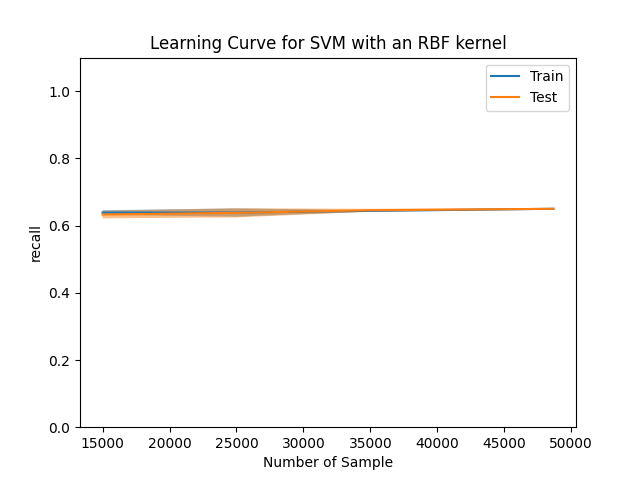 Learning Curve for SVM with an RBF kernel
Train
Test
1.0
0.8
0.6
0.4
0.2
0.0
recall
15000 20000 25000 30000 35000 40000 45000 50000
Number of Sample